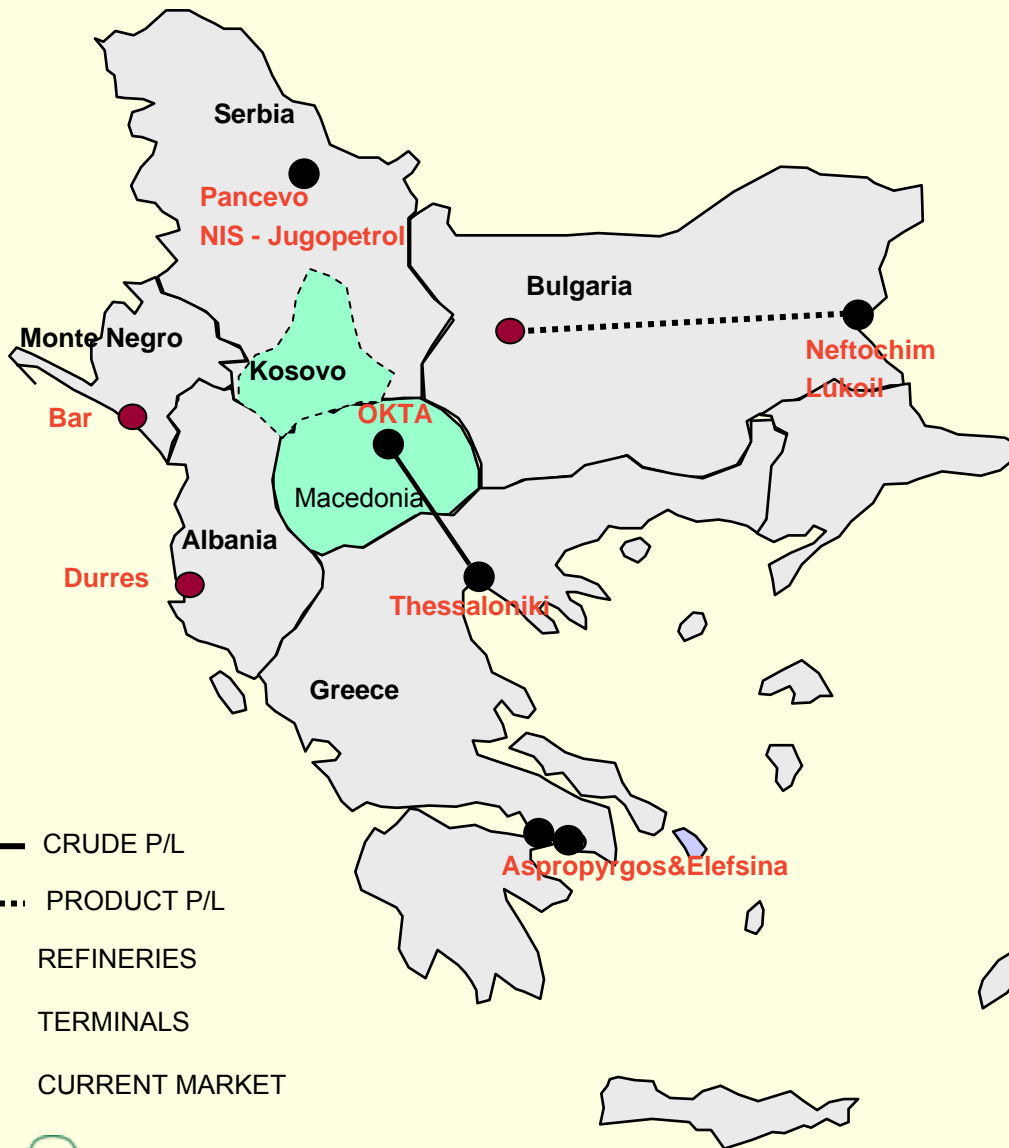 Serbia
Pancevo
NIS - Jugopetrol
Bulgaria
Monte Negro
Neftochim
Lukoil
Kosovo
OKTA
Bar
Macedonia
Albania
Durres
Thessaloniki
Greece
CRUDE P/L
Aspropyrgos&Elefsina
PRODUCT P/L
REFINERIES
TERMINALS
CURRENT MARKET